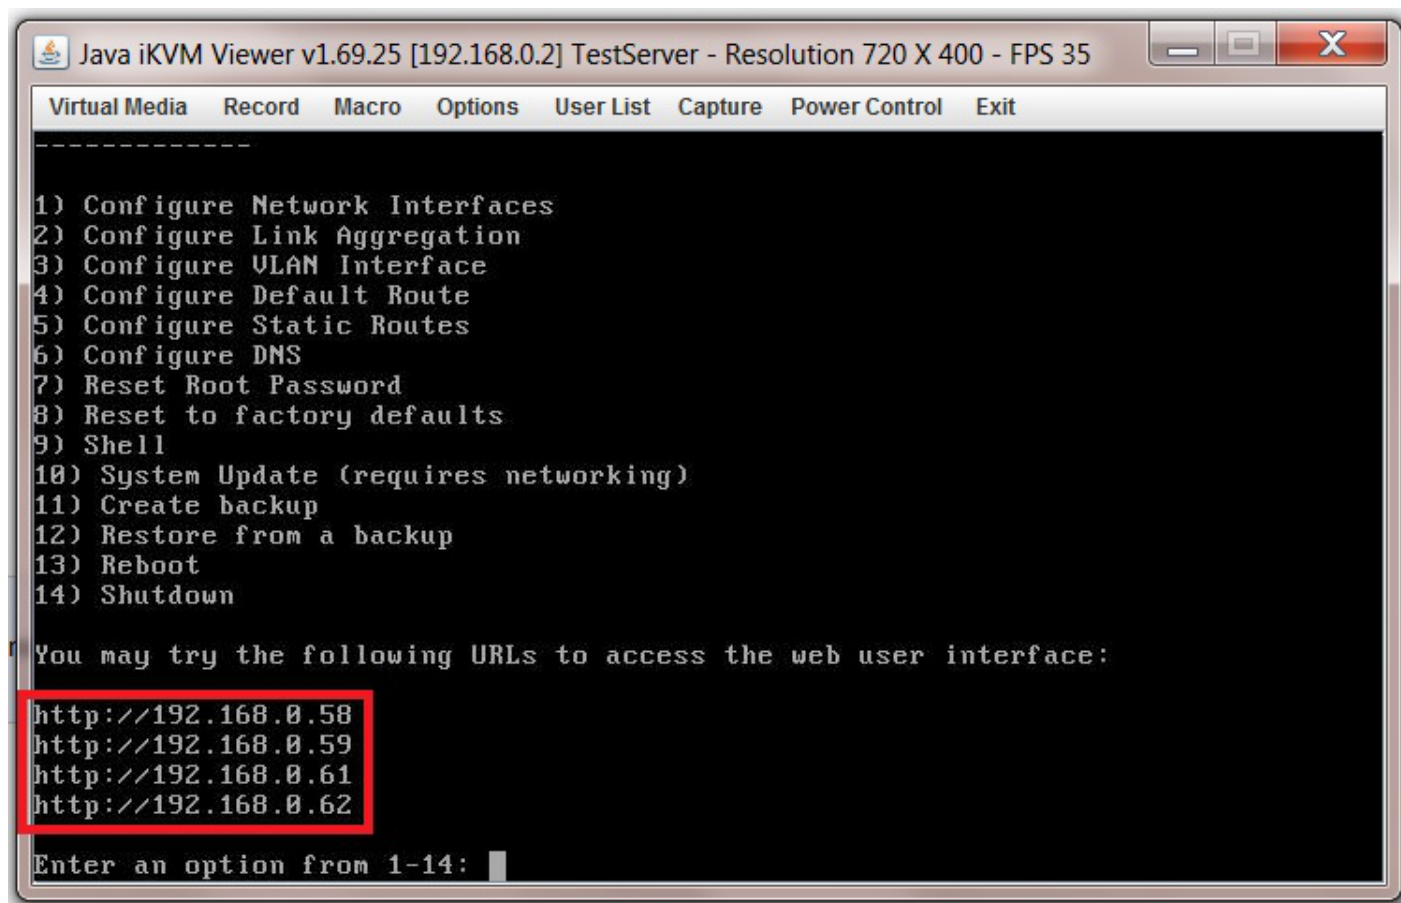 Java iKVM Viewer v1.69.25 [192.168.0.2] TestServer - Resolution 720 X 400 - FPS 35
Virtual Media Record Macro Options User List Capture Power Control Exit
-------------
1) Configure Network Interfaces
2) Configure Link Aggregation
3) Configure VLAN Interface
4) Configure Default Route
5) Configure Static Routes
6) Configure DNS
7) Reset Root Password
8) Reset to factory defaults
9) Shell
10) System Update (requires networking)
11) Create backup
12) Restore from a backup
13) Reboot
14) Shutdown
You may try the following URLs to access the web user interface:
http://192.168.0.58
http://192.168.0.59
http://192.168.0.61
http://192.168.0.62
Enter an option from 1-14: